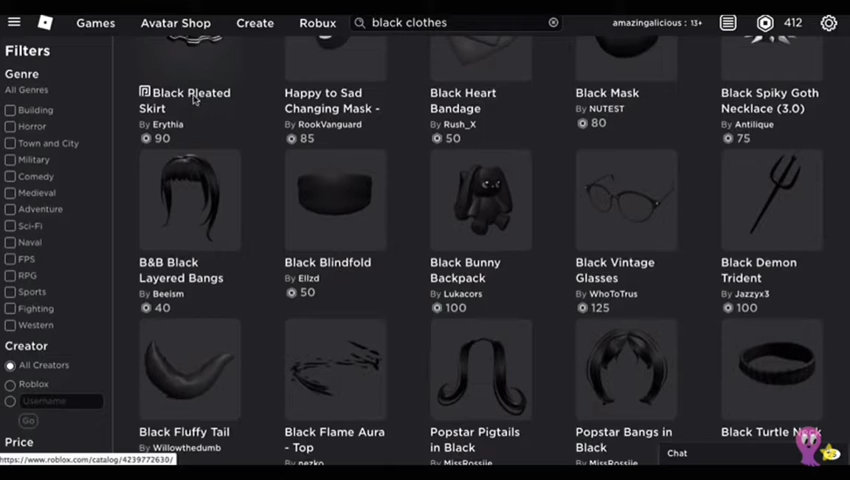 Games
Avatar Shop
Create
Robux
black clothes
amazingalicious : 13+
412
Filters
Genre
All Genres
Building
Horror
Town and City
Military
Comedy
Medieval
Adventure
Sci-Fi
Naval
FPS
RPG
Sports
Fighting
Western
Creator
All Creators
Roblox
Username
Go
Price
Black Pleated
Skirt
By Erythia
90
Happy to Sad
Changing Mask -
By RookVanguard
85
Black Heart
Bandage
By Rush_X
50
Black Mask
By NUTEST
80
Black Spiky Goth
Necklace (3.0)
By Antilique
75
B&B Black
Layered Bangs
By Beeism
40
Black Blindfold
By Ellzd
50
Black Bunny
Backpack
By Lukacors
100
Black Vintage
Glasses
By WhoToTrus
125
Black Demon
Trident
By Jazzyx3
100
Black Fluffy Tail
By Willowthedumb
Black Flame Aura
- Top
By nezko
Popstar Pigtails
in Black
By MissRossiie
Popstar Bangs in
Black
By MissRossiie
Black Turtle
Chat
https://www.roblox.com/catalog/4239772630/